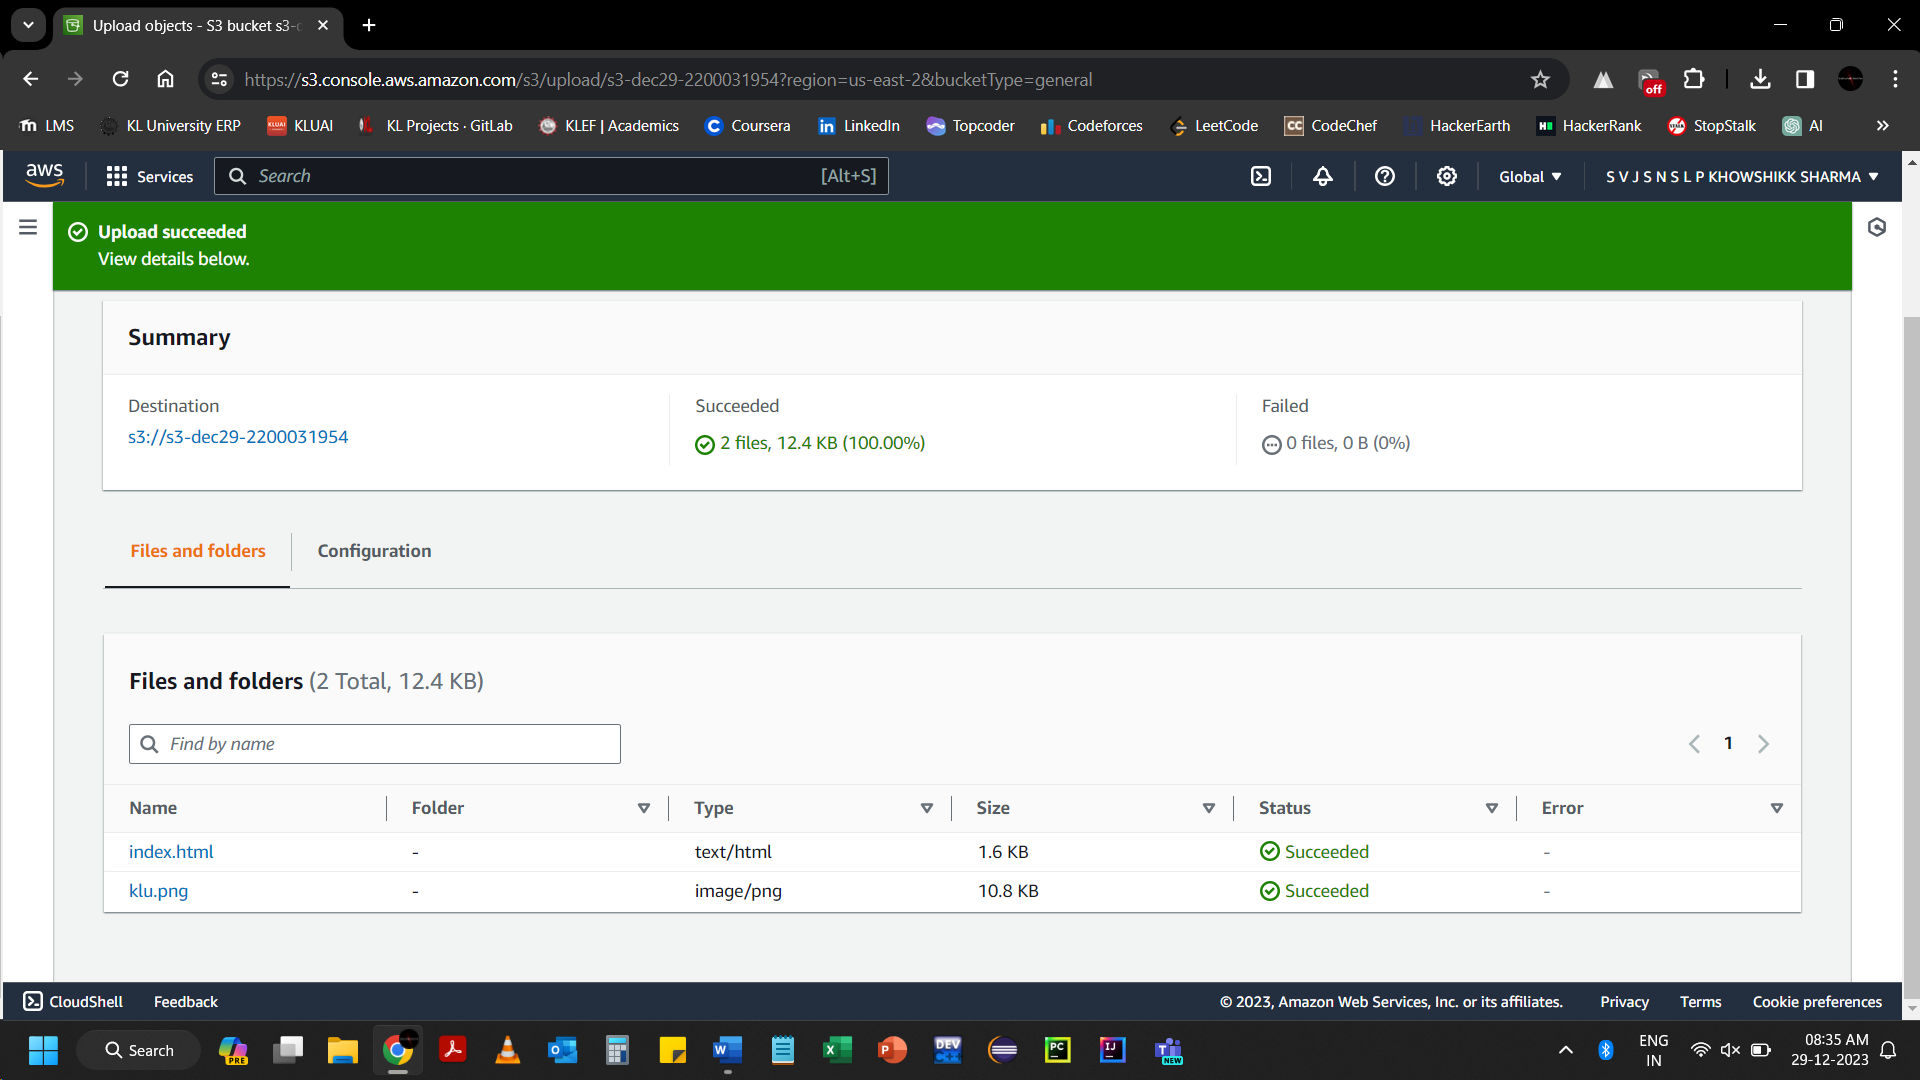 Upload objects - S3 bucket s3-d
https://s3.console.aws.amazon.com/s3/upload/s3-dec29-2200031954?region=us-east-2&bucketType=general
off
LMS KL University ERP KLUAI KL Projects · GitLab KLEF | Academics Coursera LinkedIn Topcoder Codeforces LeetCode CodeChef HackerEarth HackerRank StopStalk AI
aws Services Search [Alt+S] Global S V J S N S L P KHOWSHIKK SHARMA
Upload succeeded
View details below.
Summary
Destination Succeeded Failed
s3://s3-dec29-2200031954 2 files, 12.4 KB (100.00%) 0 files, 0 B (0%)
Files and folders Configuration
Files and folders (2 Total, 12.4 KB)
Find by name 1
Name Folder Type Size Status Error
index.html - text/html 1.6 KB Succeeded -
klu.png - image/png 10.8 KB Succeeded -
CloudShell Feedback © 2023, Amazon Web Services, Inc. or its affiliates. Privacy Terms Cookie preferences
Search ENG 08:35 AM
IN 29-12-2023